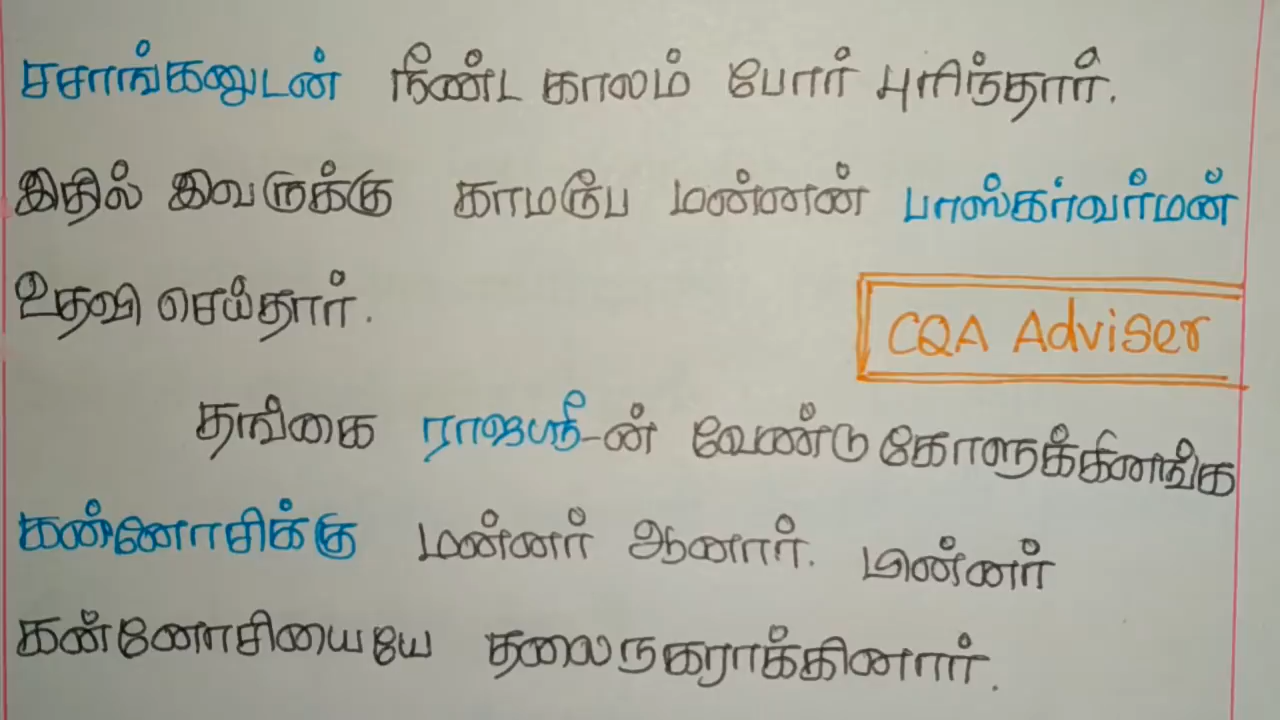 சசாங்கனுடன் நீண்ட காலம் போர் புரிந்தார்.
இதில் இவருக்கு காமரூப மன்னன் பாஸ்கர்வர்மன்
உதவி செய்தார்.
CQA Adviser
தங்கை ராஜஸ்ரீ-ன் வேண்டுகோளுக்கிணங்க
கன்னோசிக்கு மன்னர் ஆனார். பின்னர்
கன்னோசியையே தலைநகராக்கினார்.